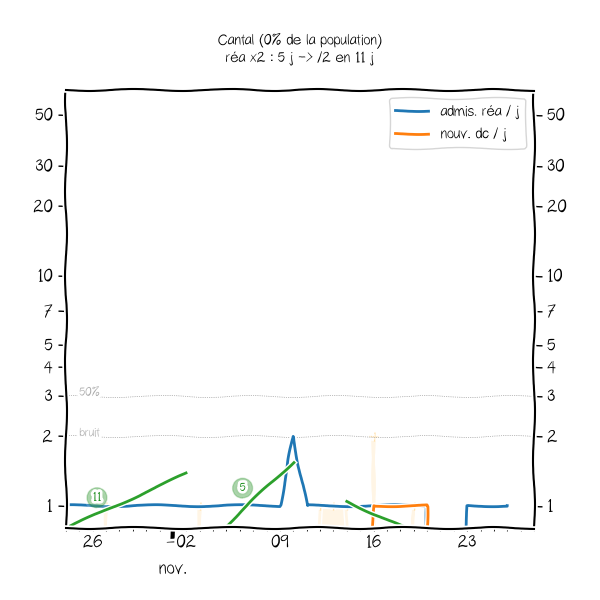 Cantal (0% de la population)
réa x2 : 5 j -> /2 en 11 j
admis. réa / j
nouv. dc / j
50 50
30 30
20 20
10 10
7 7
5 5
4 4
3 50% 3
2 bruit 2
11 5
1 1
26 02 09 16 23
nov.